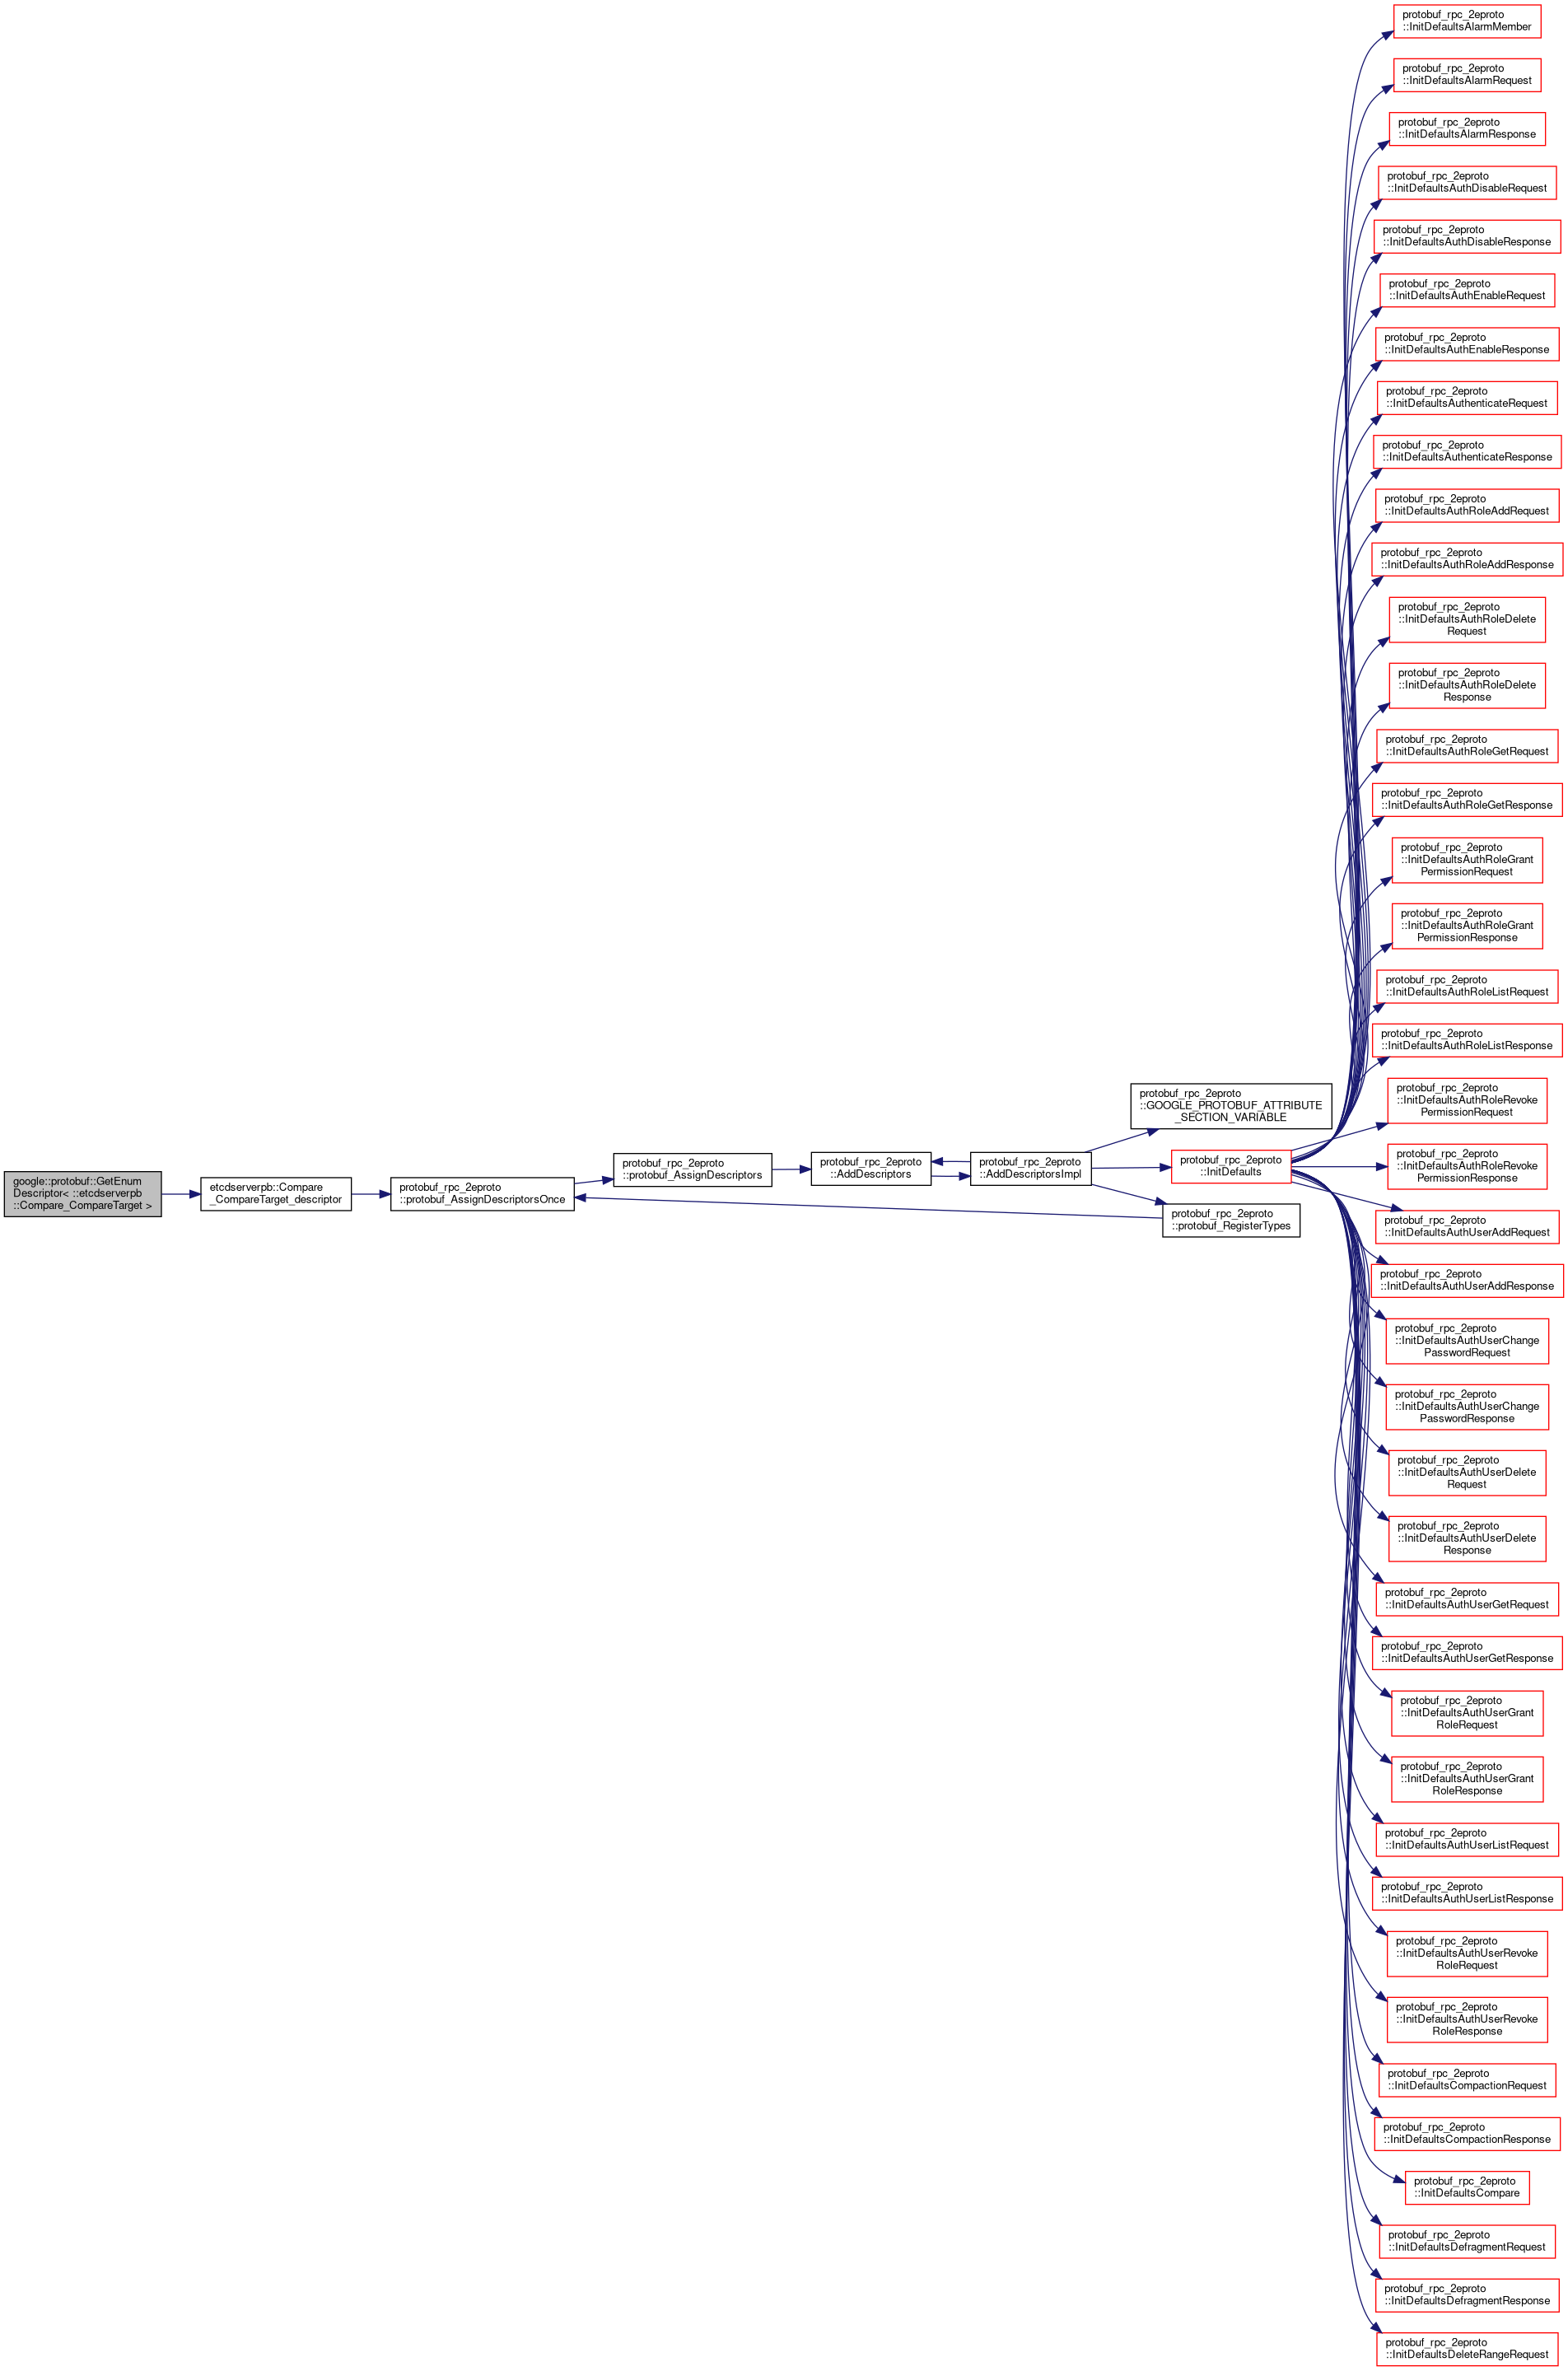 google::protobuf::GetEnum
Descriptor< ::etcdserverpb
::Compare_CompareTarget >
etcdserverpb::Compare
_CompareTarget_descriptor
protobuf_rpc_2eproto
::protobuf_AssignDescriptorsOnce
protobuf_rpc_2eproto
::protobuf_AssignDescriptors
protobuf_rpc_2eproto
::AddDescriptors
protobuf_rpc_2eproto
::AddDescriptorsImpl
protobuf_rpc_2eproto
::GOOGLE_PROTOBUF_ATTRIBUTE
_SECTION_VARIABLE
protobuf_rpc_2eproto
::InitDefaults
protobuf_rpc_2eproto
::protobuf_RegisterTypes
protobuf_rpc_2eproto
::InitDefaultsAlarmMember
protobuf_rpc_2eproto
::InitDefaultsAlarmRequest
protobuf_rpc_2eproto
::InitDefaultsAlarmResponse
protobuf_rpc_2eproto
::InitDefaultsAuthDisableRequest
protobuf_rpc_2eproto
::InitDefaultsAuthDisableResponse
protobuf_rpc_2eproto
::InitDefaultsAuthEnableRequest
protobuf_rpc_2eproto
::InitDefaultsAuthEnableResponse
protobuf_rpc_2eproto
::InitDefaultsAuthenticateRequest
protobuf_rpc_2eproto
::InitDefaultsAuthenticateResponse
protobuf_rpc_2eproto
::InitDefaultsAuthRoleAddRequest
protobuf_rpc_2eproto
::InitDefaultsAuthRoleAddResponse
protobuf_rpc_2eproto
::InitDefaultsAuthRoleDelete
Request
protobuf_rpc_2eproto
::InitDefaultsAuthRoleDelete
Response
protobuf_rpc_2eproto
::InitDefaultsAuthRoleGetRequest
protobuf_rpc_2eproto
::InitDefaultsAuthRoleGetResponse
protobuf_rpc_2eproto
::InitDefaultsAuthRoleGrant
PermissionRequest
protobuf_rpc_2eproto
::InitDefaultsAuthRoleGrant
PermissionResponse
protobuf_rpc_2eproto
::InitDefaultsAuthRoleListRequest
protobuf_rpc_2eproto
::InitDefaultsAuthRoleListResponse
protobuf_rpc_2eproto
::InitDefaultsAuthRoleRevoke
PermissionRequest
protobuf_rpc_2eproto
::InitDefaultsAuthRoleRevoke
PermissionResponse
protobuf_rpc_2eproto
::InitDefaultsAuthUserAddRequest
protobuf_rpc_2eproto
::InitDefaultsAuthUserAddResponse
protobuf_rpc_2eproto
::InitDefaultsAuthUserChange
PasswordRequest
protobuf_rpc_2eproto
::InitDefaultsAuthUserChange
PasswordResponse
protobuf_rpc_2eproto
::InitDefaultsAuthUserDelete
Request
protobuf_rpc_2eproto
::InitDefaultsAuthUserDelete
Response
protobuf_rpc_2eproto
::InitDefaultsAuthUserGetRequest
protobuf_rpc_2eproto
::InitDefaultsAuthUserGetResponse
protobuf_rpc_2eproto
::InitDefaultsAuthUserGrant
RoleRequest
protobuf_rpc_2eproto
::InitDefaultsAuthUserGrant
RoleResponse
protobuf_rpc_2eproto
::InitDefaultsAuthUserListRequest
protobuf_rpc_2eproto
::InitDefaultsAuthUserListResponse
protobuf_rpc_2eproto
::InitDefaultsAuthUserRevoke
RoleRequest
protobuf_rpc_2eproto
::InitDefaultsAuthUserRevoke
RoleResponse
protobuf_rpc_2eproto
::InitDefaultsCompactionRequest
protobuf_rpc_2eproto
::InitDefaultsCompactionResponse
protobuf_rpc_2eproto
::InitDefaultsCompare
protobuf_rpc_2eproto
::InitDefaultsDefragmentRequest
protobuf_rpc_2eproto
::InitDefaultsDefragmentResponse
protobuf_rpc_2eproto
::InitDefaultsDeleteRangeRequest